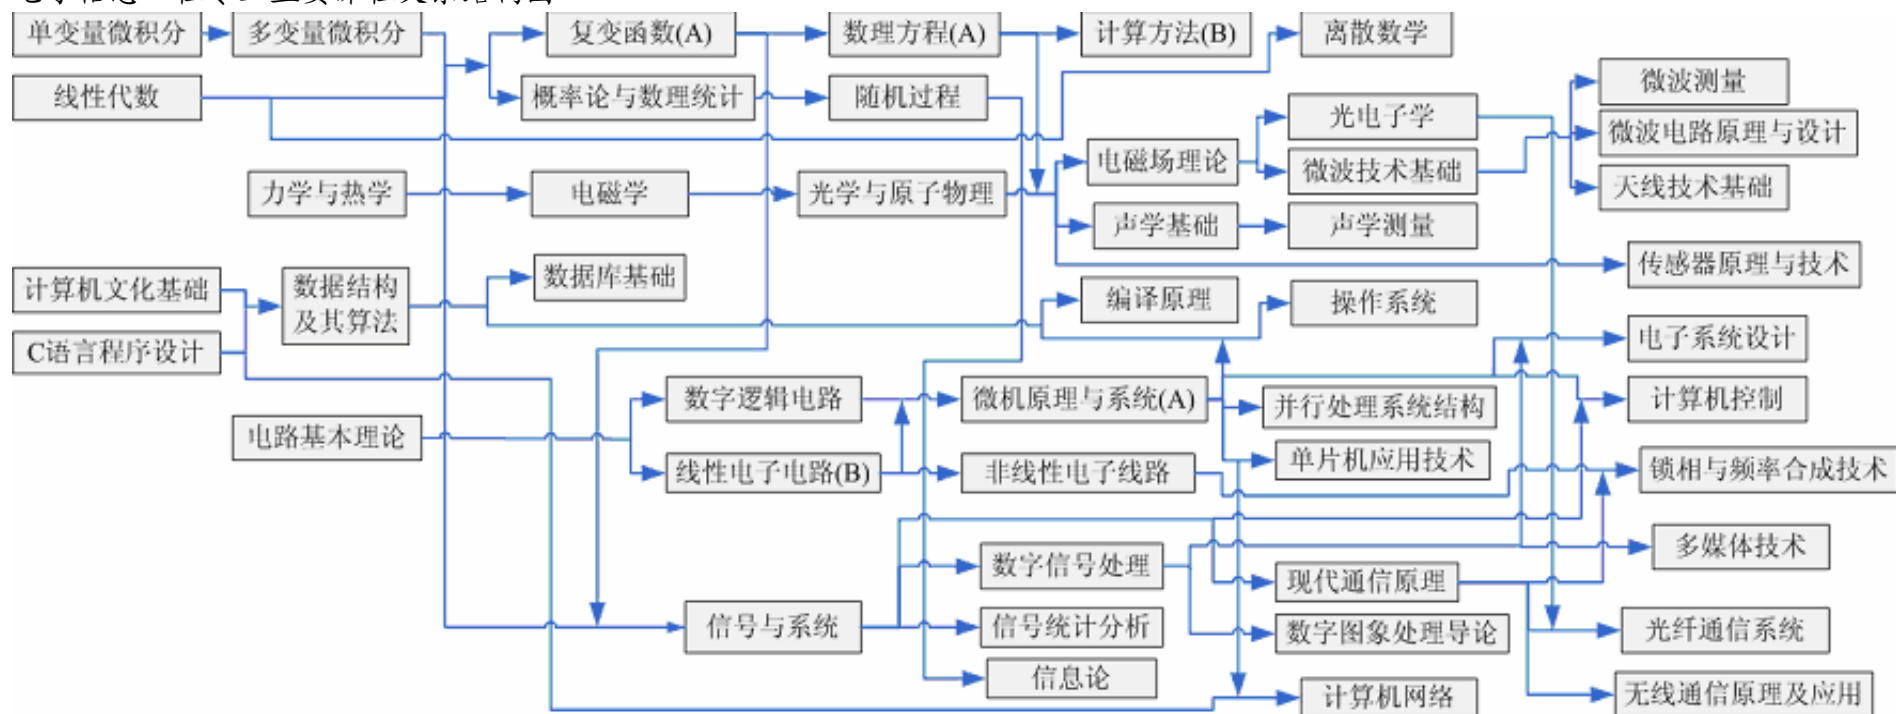 单变量微积分
多变量微积分
复变函数(A)
数理方程(A)
计算方法(B)
离散数学
线性代数
概率论与数理统计
随机过程
微波测量
光电子学
微波电路原理与设计
电磁场理论
微波技术基础
力学与热学
电磁学
光学与原子物理
天线技术基础
声学基础
声学测量
传感器原理与技术
计算机文化基础
数据结构
及其算法
数据库基础
编译原理
操作系统
C语言程序设计
电子系统设计
数字逻辑电路
微机原理与系统(A)
并行处理系统结构
计算机控制
电路基本理论
线性电子电路(B)
非线性电子线路
单片机应用技术
锁相与频率合成技术
多媒体技术
数字信号处理
现代通信原理
信号与系统
信号统计分析
数字图象处理导论
光纤通信系统
信息论
计算机网络
无线通信原理及应用